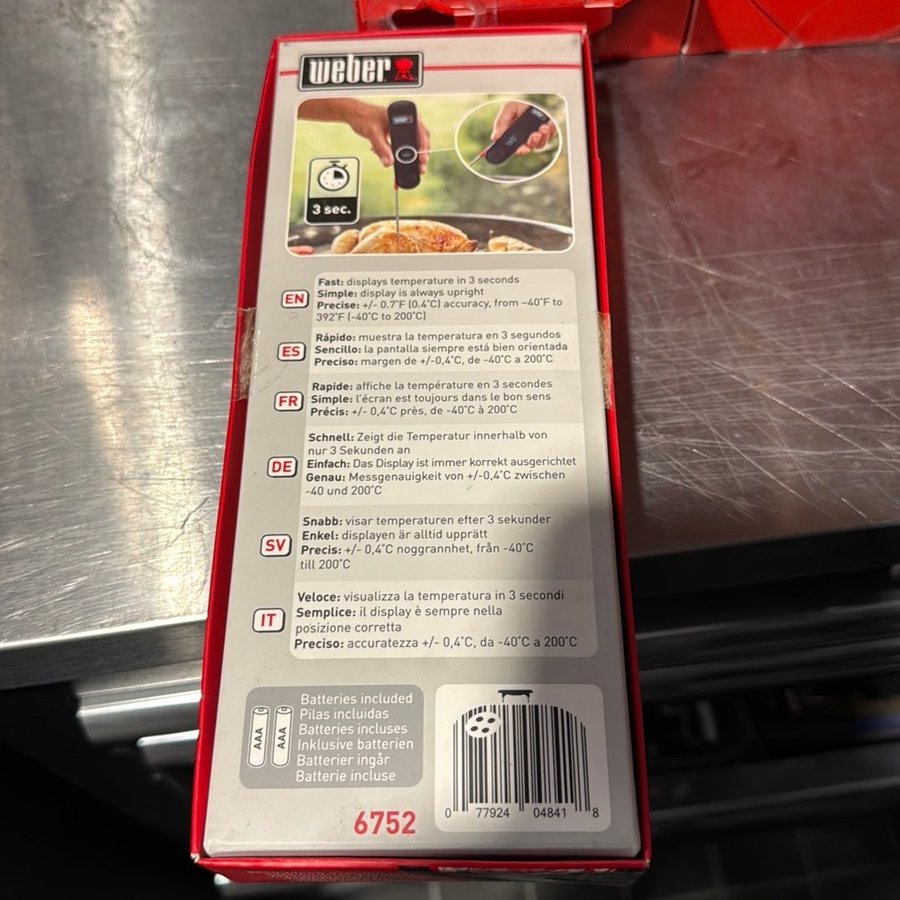 weber
3 sec.
EN
Fast: displays temperature in 3 seconds
Simple: display is always upright
Precise: +/- 0.7˚F (0.4˚C) accuracy, from –40˚F to
392˚F (-40˚C to 200˚C)
ES
Rápido: muestra la temperatura en 3 segundos
Sencillo: la pantalla siempre está bien orientada
Preciso: margen de +/-0,4˚C, de -40˚C a 200˚C
FR
Rapide: affiche la température en 3 secondes
Simple: l'écran est toujours dans le bon sens
Précis: +/- 0,4˚C près, de -40˚C à 200˚C
DE
Schnell: Zeigt die Temperatur innerhalb von
nur 3 Sekunden an
Einfach: Das Display ist immer korrekt ausgerichtet
Genau: Messgenauigkeit von +/-0,4˚C zwischen
-40 und 200˚C
SV
Snabb: visar temperaturen efter 3 sekunder
Enkel: displayen är alltid upprätt
Precis: +/- 0,4˚C noggrannhet, från -40˚C
till 200˚C
IT
Veloce: visualizza la temperatura in 3 secondi
Semplice: il display è sempre nella
posizione corretta
Preciso: accuratezza +/- 0,4˚C, da -40˚C a 200˚C
AAA
AAA
Batteries included
Pilas incluidas
Batteries incluses
Inklusive batterien
Batterier ingår
Batterie incluse
6752
0 77924 04841 8